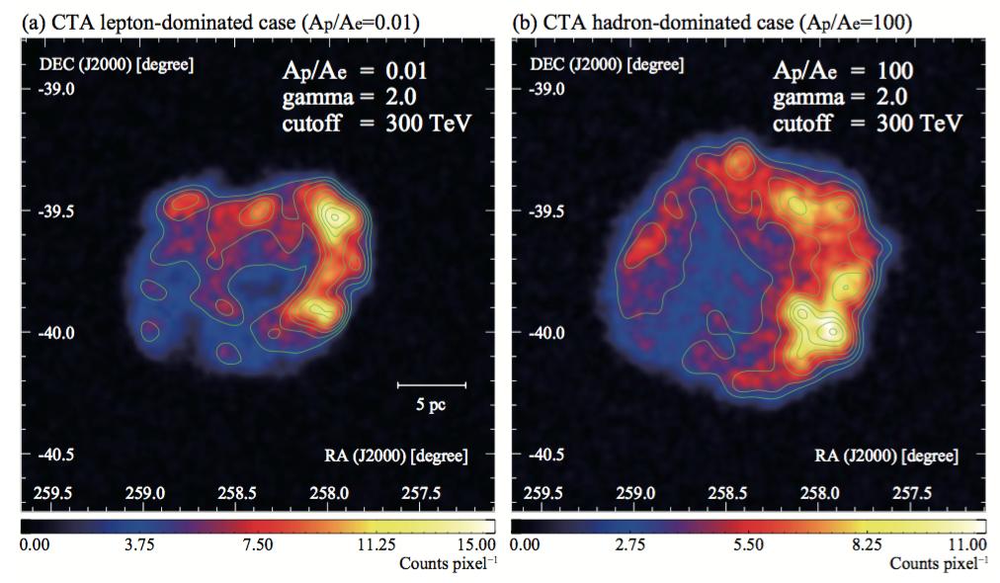 (a) CTA lepton-dominated case (Ap/Ae=0.01)
DEC (J2000) [degree]
Ap/Ae = 0.01
gamma = 2.0
cutoff = 300 TeV
-39.0
-39.5
-40.0
-40.5
5 pc
RA (J2000) [degree]
259.5 259.0 258.5 258.0 257.5
0.00 3.75 7.50 11.25 15.00
Counts pixel⁻¹
(b) CTA hadron-dominated case (Ap/Ae=100)
DEC (J2000) [degree]
Ap/Ae = 100
gamma = 2.0
cutoff = 300 TeV
-39.0
-39.5
-40.0
-40.5
RA (J2000) [degree]
259.5 259.0 258.5 258.0 257.5
0.00 2.75 5.50 8.25 11.00
Counts pixel⁻¹